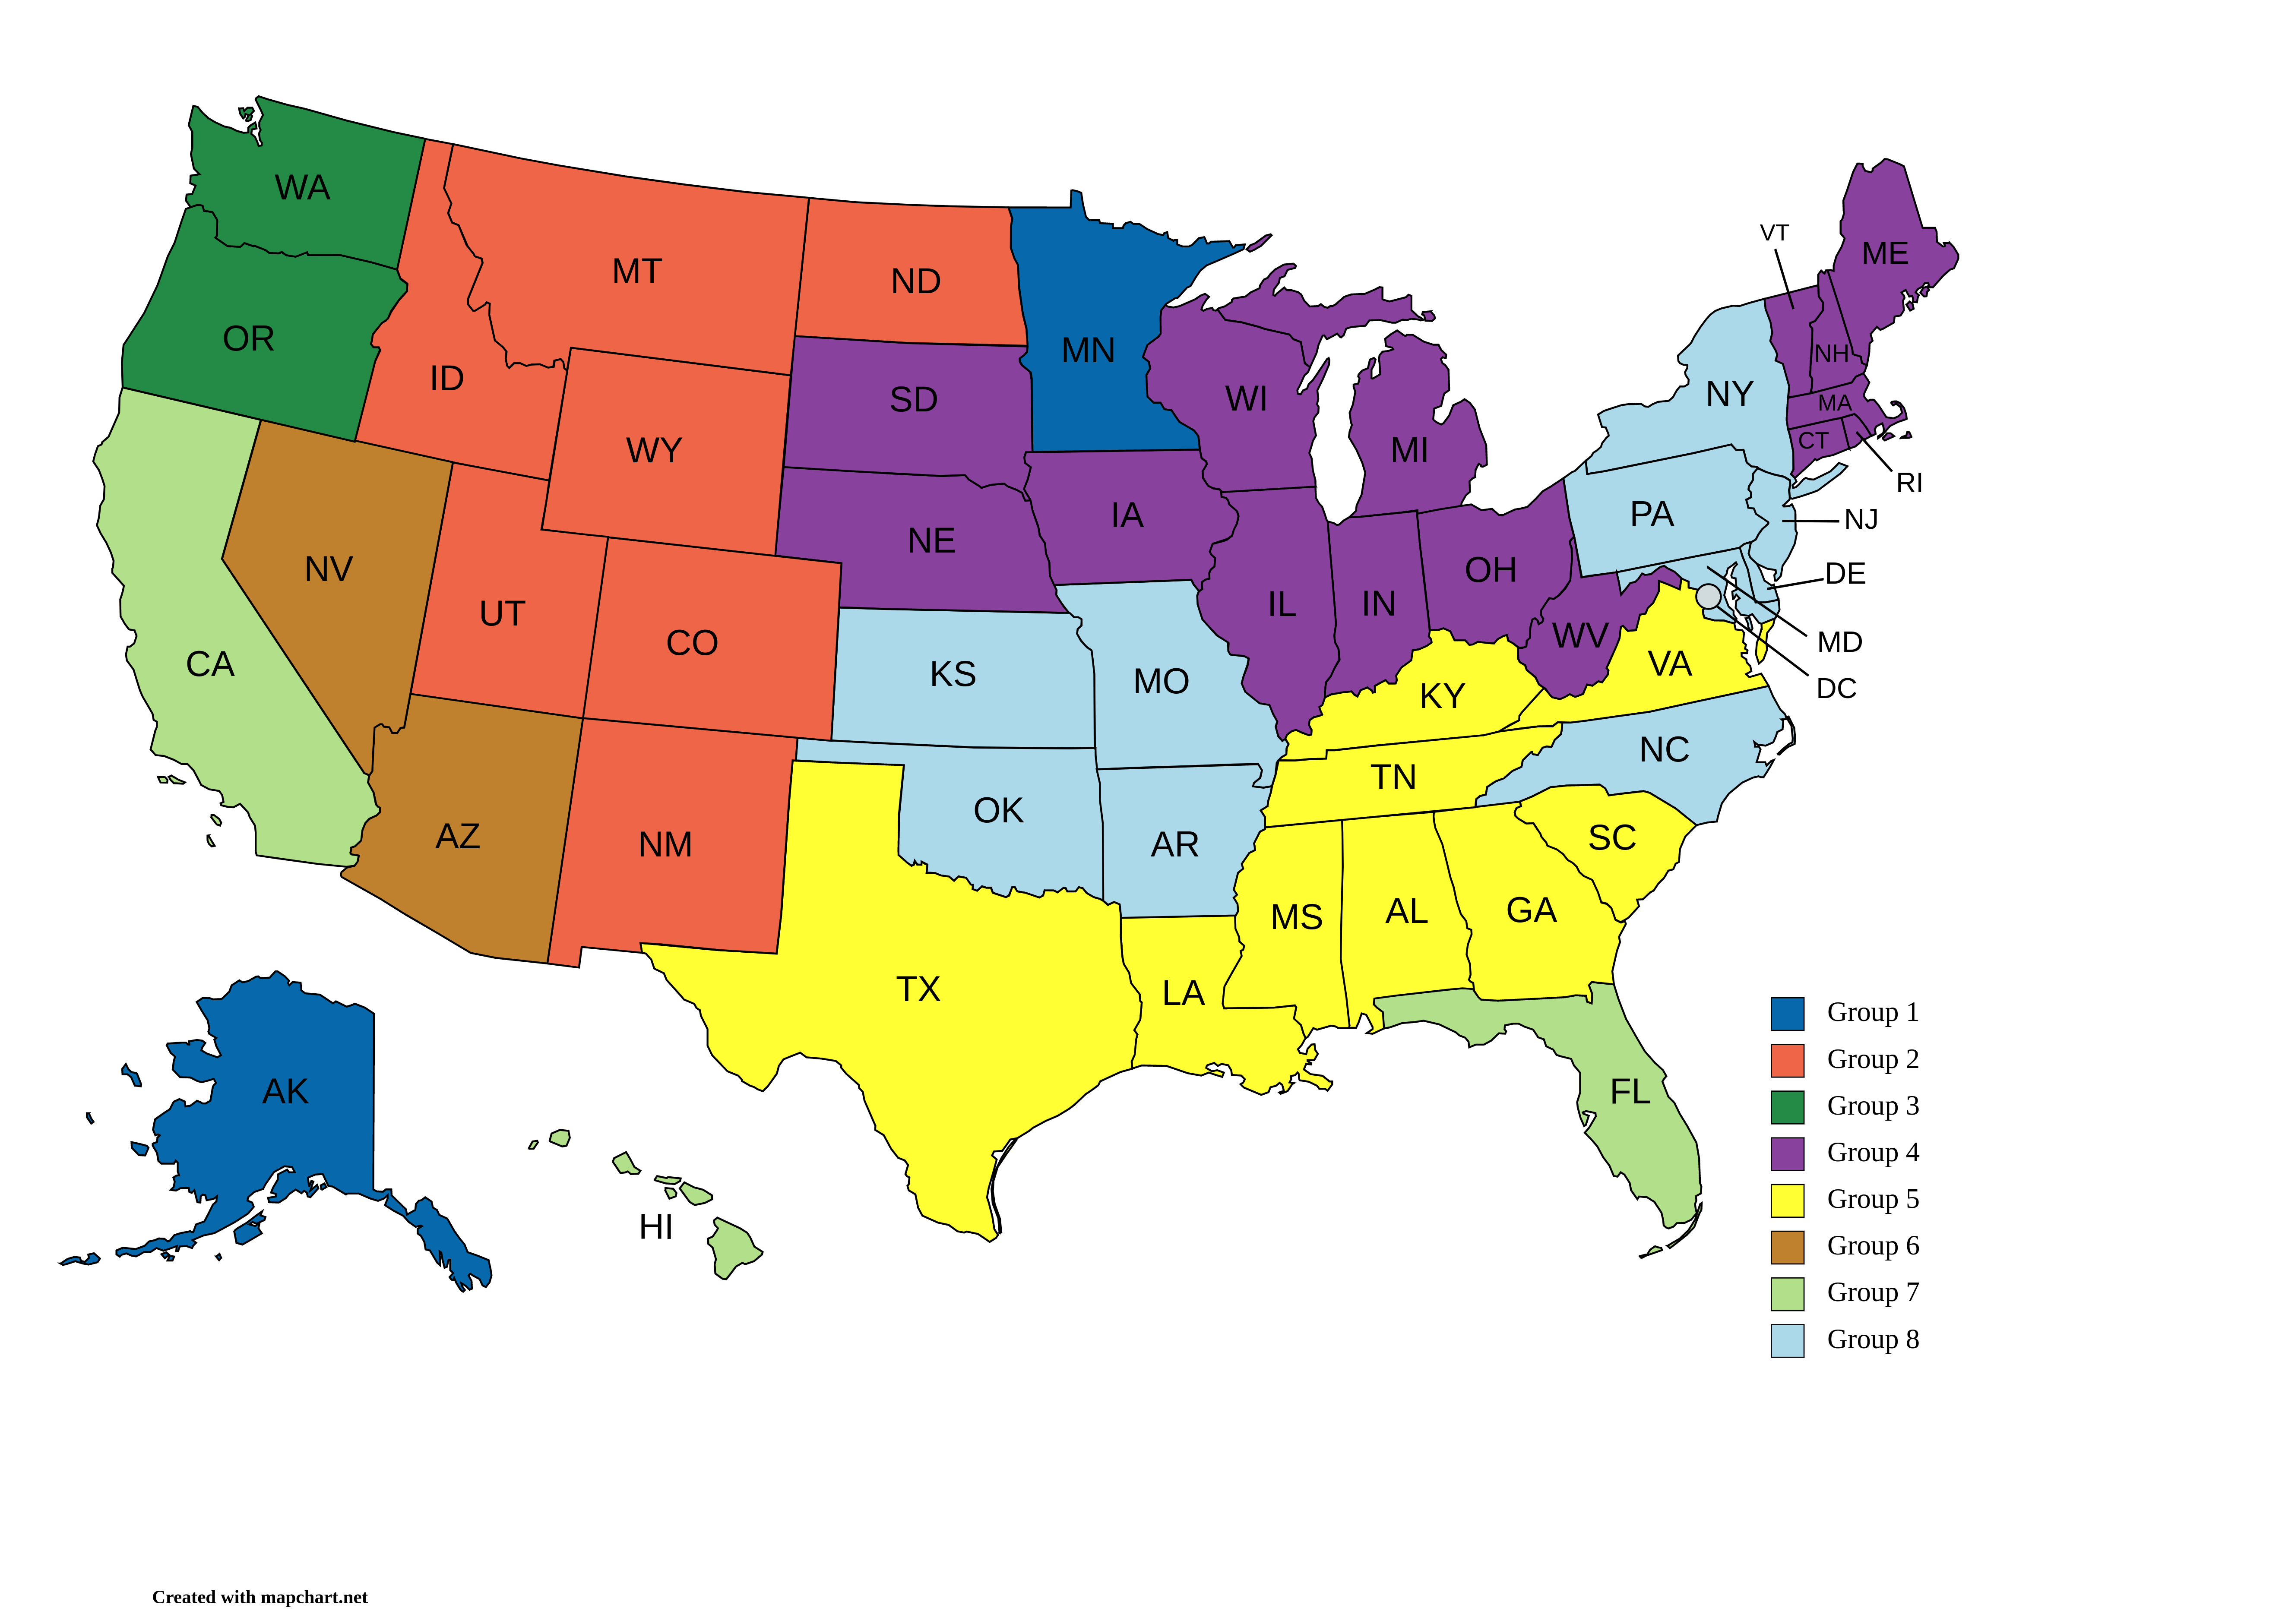 WA
MT
ND
MN
VT
ME
OR
ID
SD
WI
MI
NY
NH
MA
CT
RI
WY
NE
IA
PA
NJ
NV
UT
CO
IL
IN
OH
DE
CA
KS
MO
KY
WV
VA
MD
DC
AZ
NM
OK
AR
TN
NC
SC
TX
LA
MS
AL
GA
FL
AK
HI
Group 1
Group 2
Group 3
Group 4
Group 5
Group 6
Group 7
Group 8
Created with mapchart.net